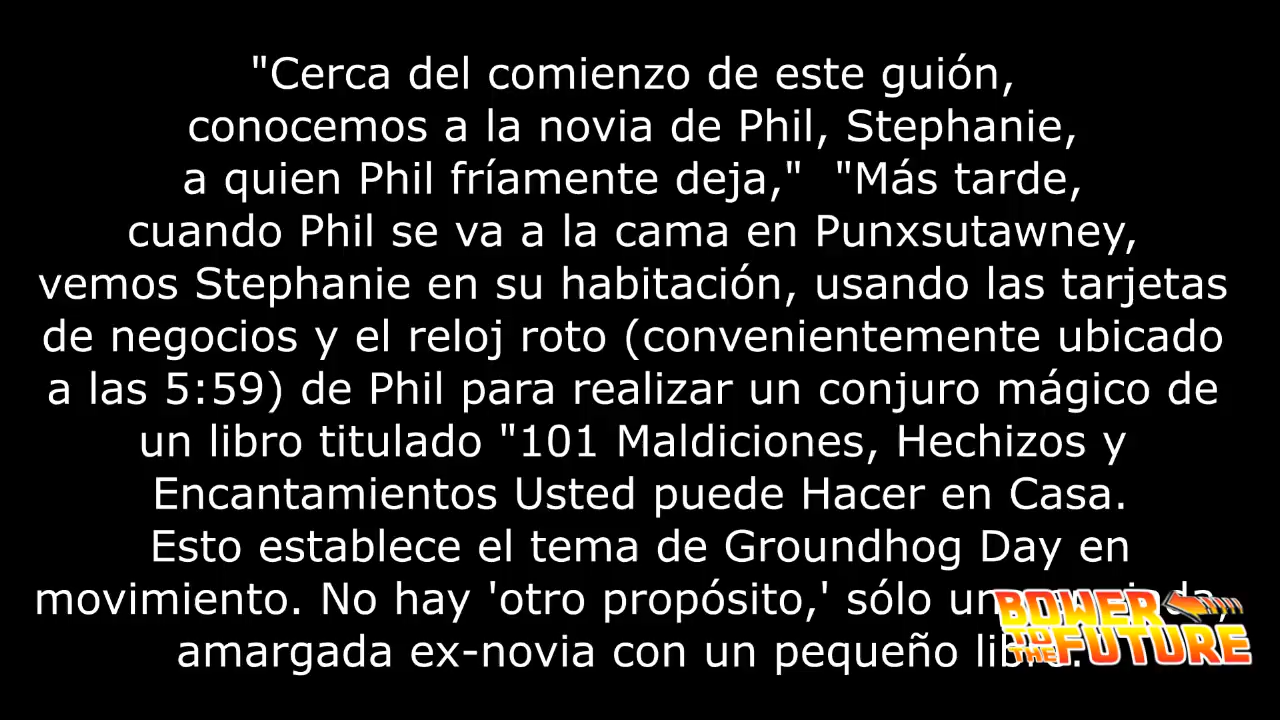 "Cerca del comienzo de este guión,
conocemos a la novia de Phil, Stephanie,
a quien Phil fríamente deja," "Más tarde,
cuando Phil se va a la cama en Punxsutawney,
vemos Stephanie en su habitación, usando las tarjetas
de negocios y el reloj roto (convenientemente ubicado
a las 5:59) de Phil para realizar un conjuro mágico de
un libro titulado "101 Maldiciones, Hechizos y
Encantamientos Usted puede Hacer en Casa.
Esto establece el tema de Groundhog Day en
movimiento. No hay 'otro propósito,' sólo
amargada ex-novia con un pequeño
BOWER
TO THE FUTURE